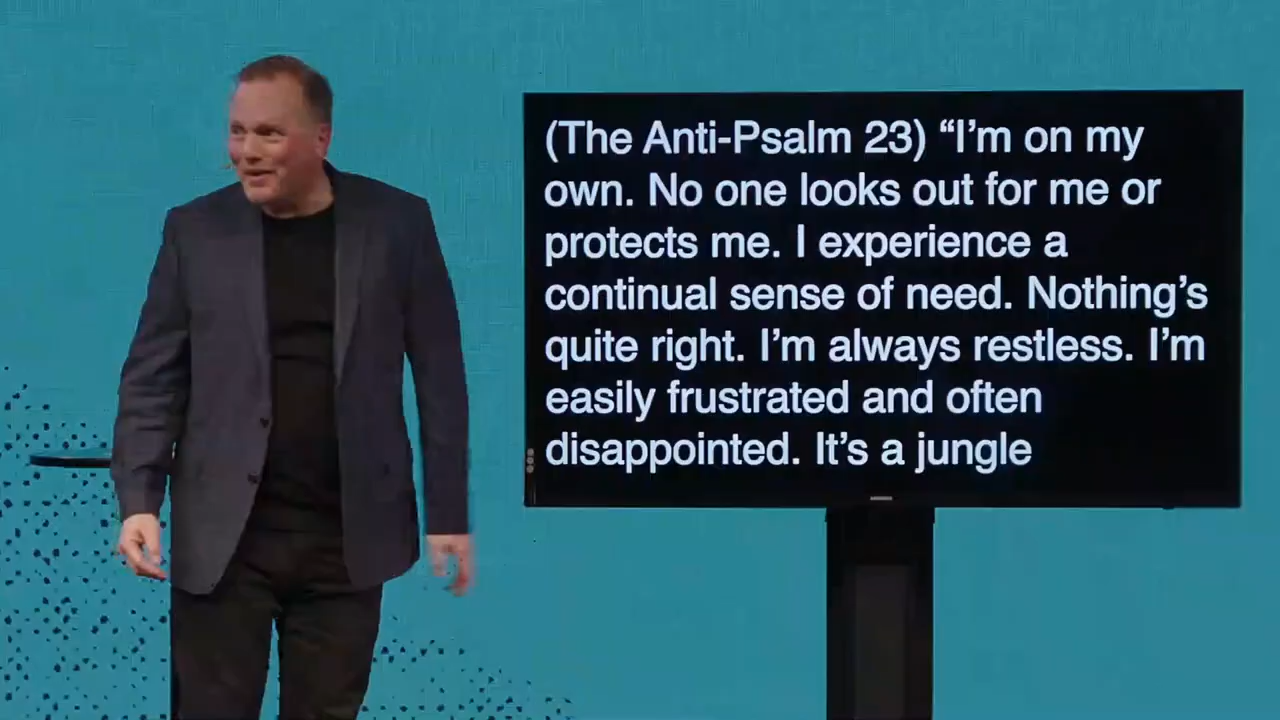 (The Anti-Psalm 23) “I’m on my
own. No one looks out for me or
protects me. I experience a
continual sense of need. Nothing’s
quite right. I’m always restless. I’m
easily frustrated and often
disappointed. It’s a jungle